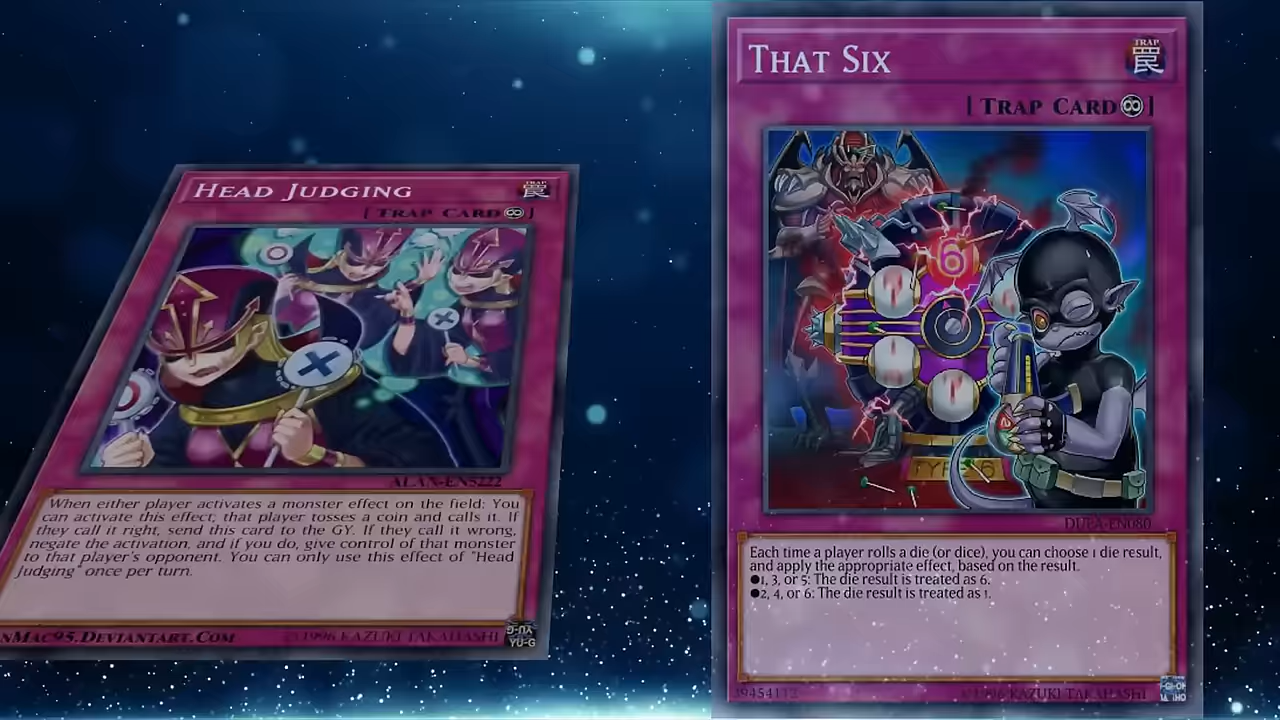 HEAD JUDGING
TRAP
罠
[ TRAP CARD ]
ALAN-EN5222
When either player activates a monster effect on the field: You
can activate this effect; that player tosses a coin and calls it. If
they call it right, send this card to the GY. If they call it wrong,
negate the activation, and if you do, give control of that monster
to that player's opponent. You can only use this effect of "Head
Judging" once per turn.
NMAC95.DEVIANTART.COM
©1996 KAZUKI TAKAHASHI
THAT SIX
TRAP
罠
[ TRAP CARD ]
6
TYPE 6
DUPA-EN080
Each time a player rolls a die (or dice), you can choose 1 die result,
and apply the appropriate effect, based on the result.
●1, 3, or 5: The die result is treated as 6.
●2, 4, or 6: The die result is treated as 1.
©1996 KAZUKI TAKAHASHI